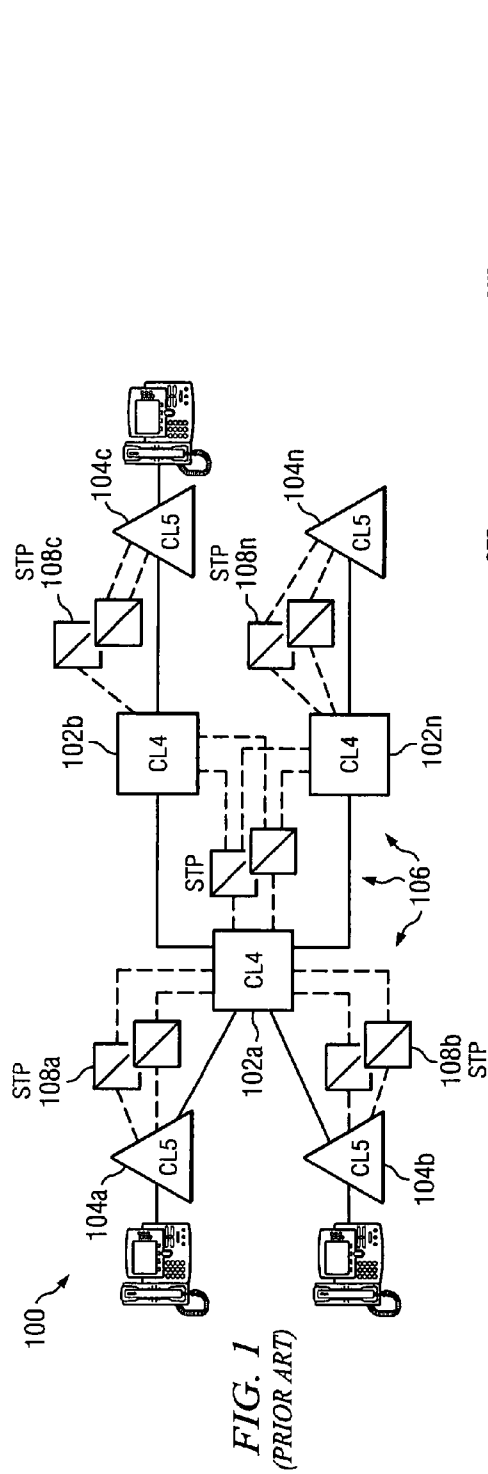 100
104a
CL5
STP
108a
102a
CL4
104b
CL5
108b
STP
STP
106
102b
CL4
102n
CL4
STP
108c
104c
CL5
STP
108n
104n
CL5
FIG. 1
(PRIOR ART)